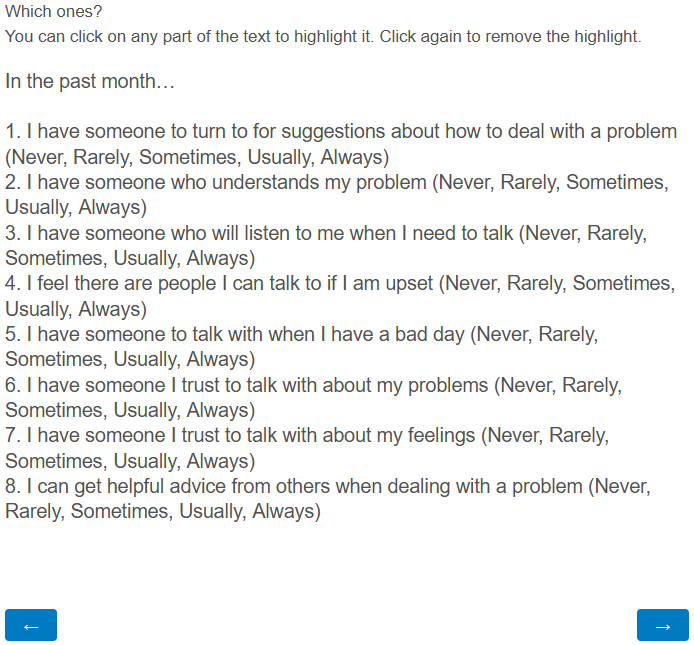 Which ones?
You can click on any part of the text to highlight it. Click again to remove the highlight.
In the past month…
1. I have someone to turn to for suggestions about how to deal with a problem
(Never, Rarely, Sometimes, Usually, Always)
2. I have someone who understands my problem (Never, Rarely, Sometimes,
Usually, Always)
3. I have someone who will listen to me when I need to talk (Never, Rarely,
Sometimes, Usually, Always)
4. I feel there are people I can talk to if I am upset (Never, Rarely, Sometimes,
Usually, Always)
5. I have someone to talk with when I have a bad day (Never, Rarely,
Sometimes, Usually, Always)
6. I have someone I trust to talk with about my problems (Never, Rarely,
Sometimes, Usually, Always)
7. I have someone I trust to talk with about my feelings (Never, Rarely,
Sometimes, Usually, Always)
8. I can get helpful advice from others when dealing with a problem (Never,
Rarely, Sometimes, Usually, Always)
← →